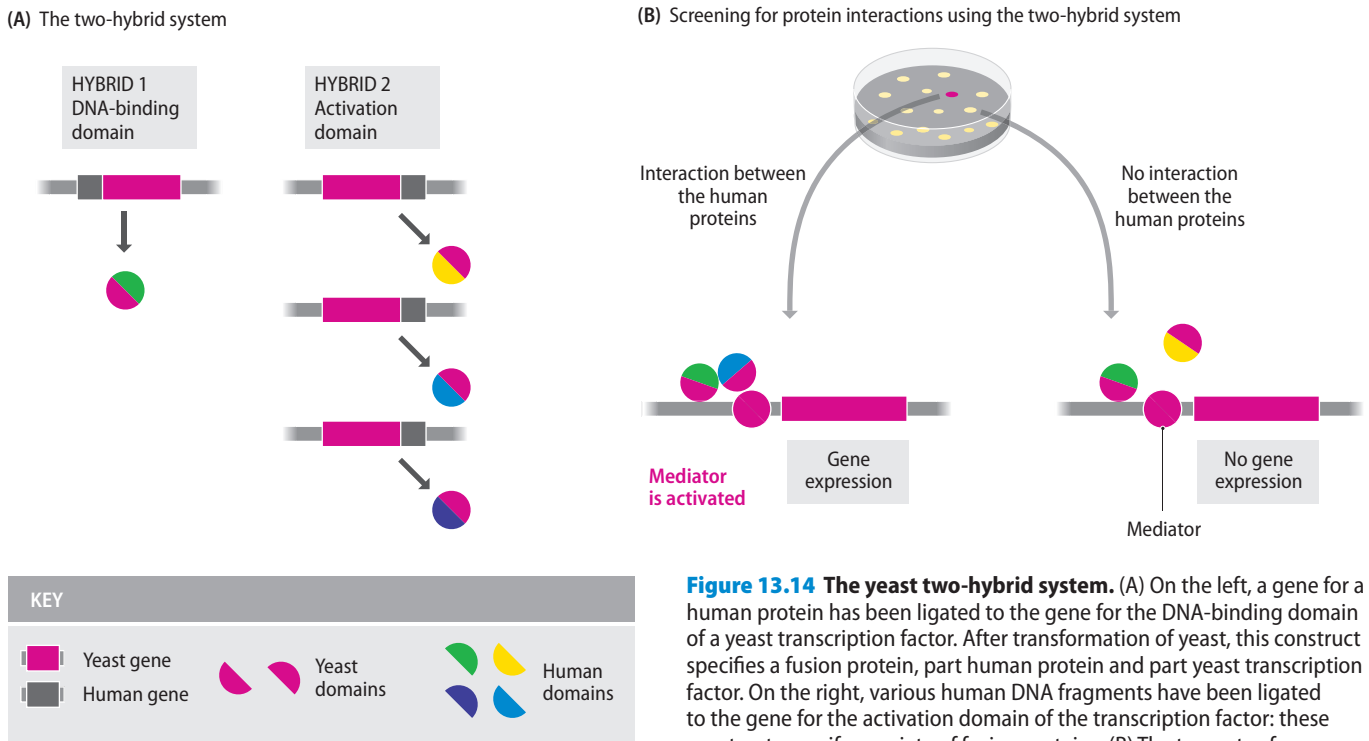 (A) The two-hybrid system
HYBRID 1
DNA-binding
domain
HYBRID 2
Activation
domain
(B) Screening for protein interactions using the two-hybrid system
Interaction between
the human
proteins
No interaction
between the
human proteins
Mediator
is activated
Gene
expression
No gene
expression
Mediator
KEY
Yeast gene
Human gene
Yeast
domains
Human
domains
Figure 13.14 The yeast two-hybrid system. (A) On the left, a gene for a
human protein has been ligated to the gene for the DNA-binding domain
of a yeast transcription factor. After transformation of yeast, this construct
specifies a fusion protein, part human protein and part yeast transcription
factor. On the right, various human DNA fragments have been ligated
to the gene for the activation domain of the transcription factor: these